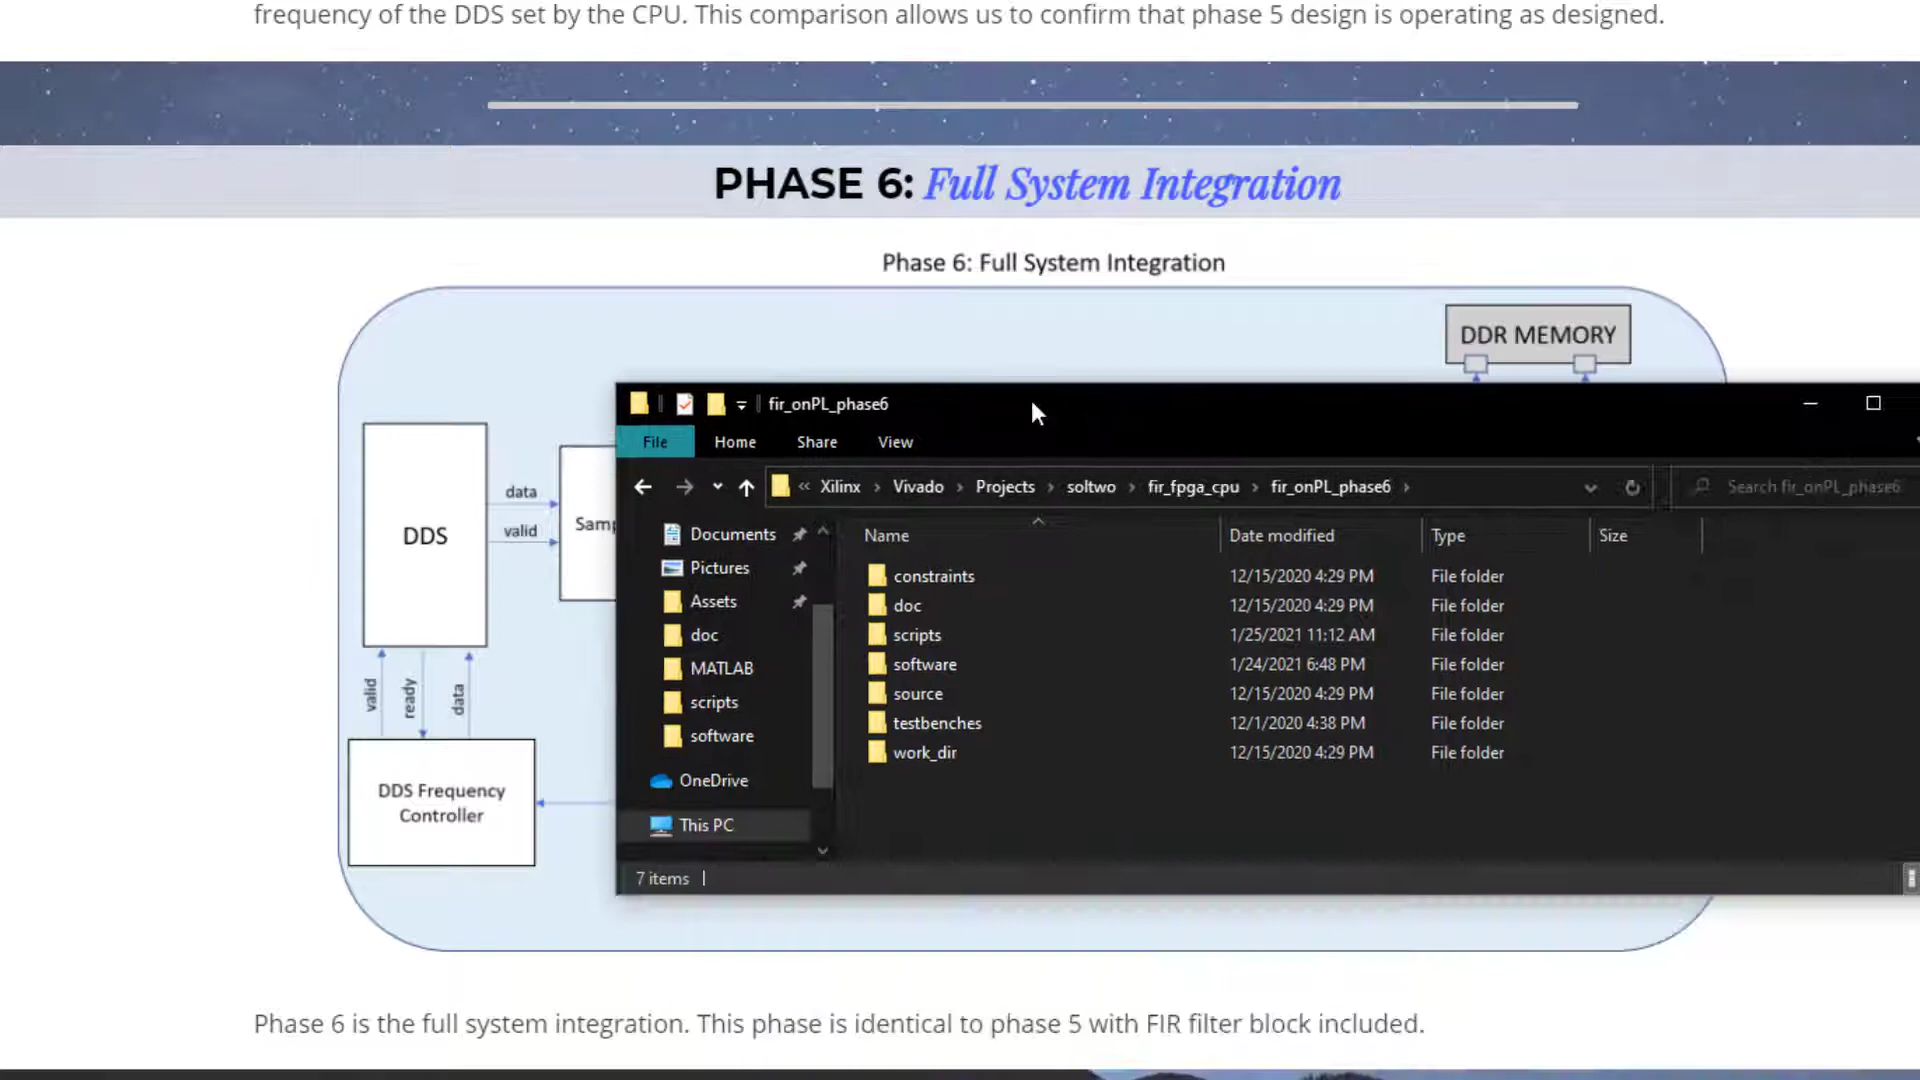 frequency of the DDS set by the CPU. This comparison allows us to confirm that phase 5 design is operating as designed.
PHASE 6: Full System Integration
Phase 6: Full System Integration
DDR MEMORY
fir_onPL_phase6
File Home Share View
« Xilinx › Vivado › Projects › soltwo › fir_fpga_cpu › fir_onPL_phase6 ›
Search fir_onPL_phase6
DDS
data
valid
Samp
valid
ready
data
DDS Frequency
Controller
Documents
Pictures
Assets
doc
MATLAB
scripts
software
OneDrive
This PC
Name Date modified Type Size
constraints 12/15/2020 4:29 PM File folder
doc 12/15/2020 4:29 PM File folder
scripts 1/25/2021 11:12 AM File folder
software 1/24/2021 6:48 PM File folder
source 12/15/2020 4:29 PM File folder
testbenches 12/1/2020 4:38 PM File folder
work_dir 12/15/2020 4:29 PM File folder
7 items
Phase 6 is the full system integration. This phase is identical to phase 5 with FIR filter block included.